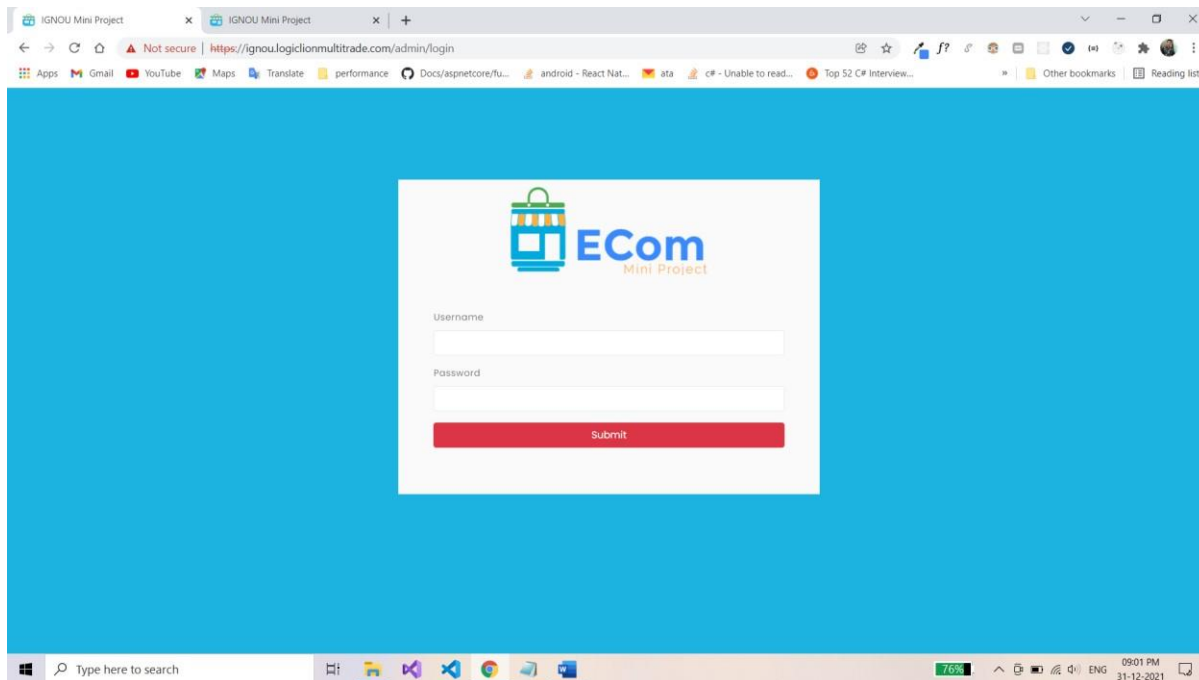 IGNOU Mini Project IGNOU Mini Project
Not secure | https://ignou.logiclionmultitrade.com/admin/login f?
Apps Gmail YouTube Maps Translate performance Docs/aspnetcore/fu... android - React Nat... ata c# - Unable to read... Top 52 C# Interview... » Other bookmarks Reading list
ECom
Mini Project
Username
Password
Submit
Type here to search 76% ENG 09:01 PM
31-12-2021